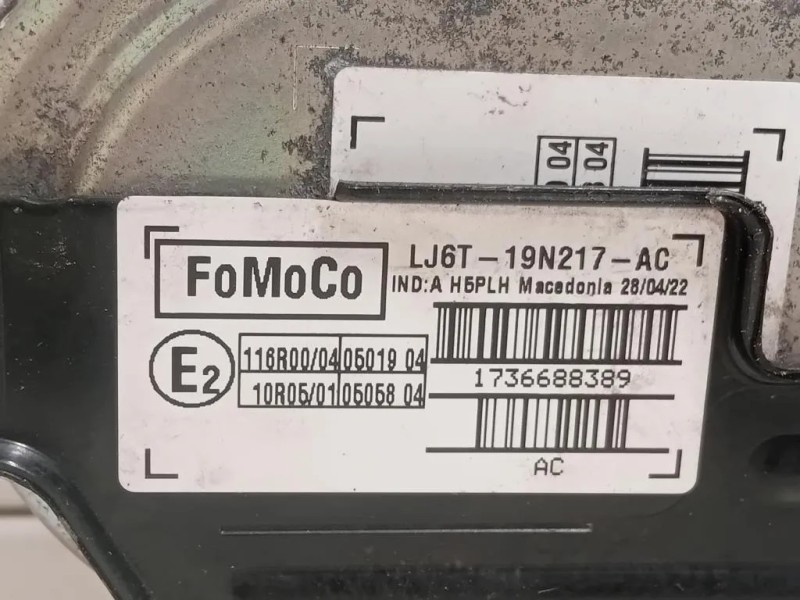 04
8 04
FoMoCo
LJ6T-19N217-AC
IND:A H5PLH Macedonia 28/04/22
E2
116R00/04 05019 04
10R05/01 05058 04
1736688389
AC